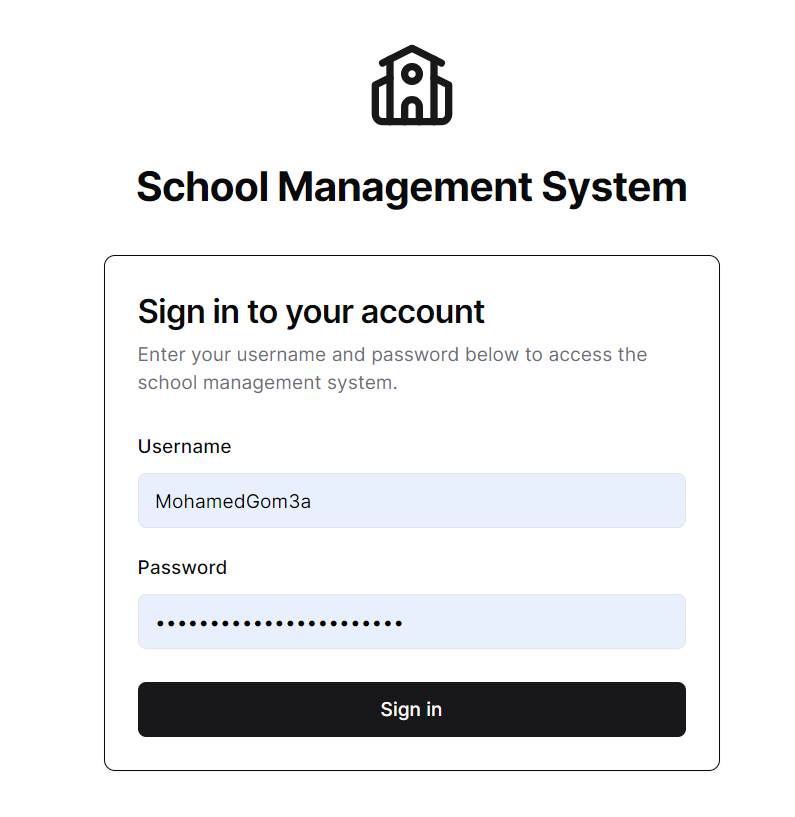 School Management System
Sign in to your account
Enter your username and password below to access the
school management system.
Username
MohamedGom3a
Password
•••••••••••••••••••••••
Sign in